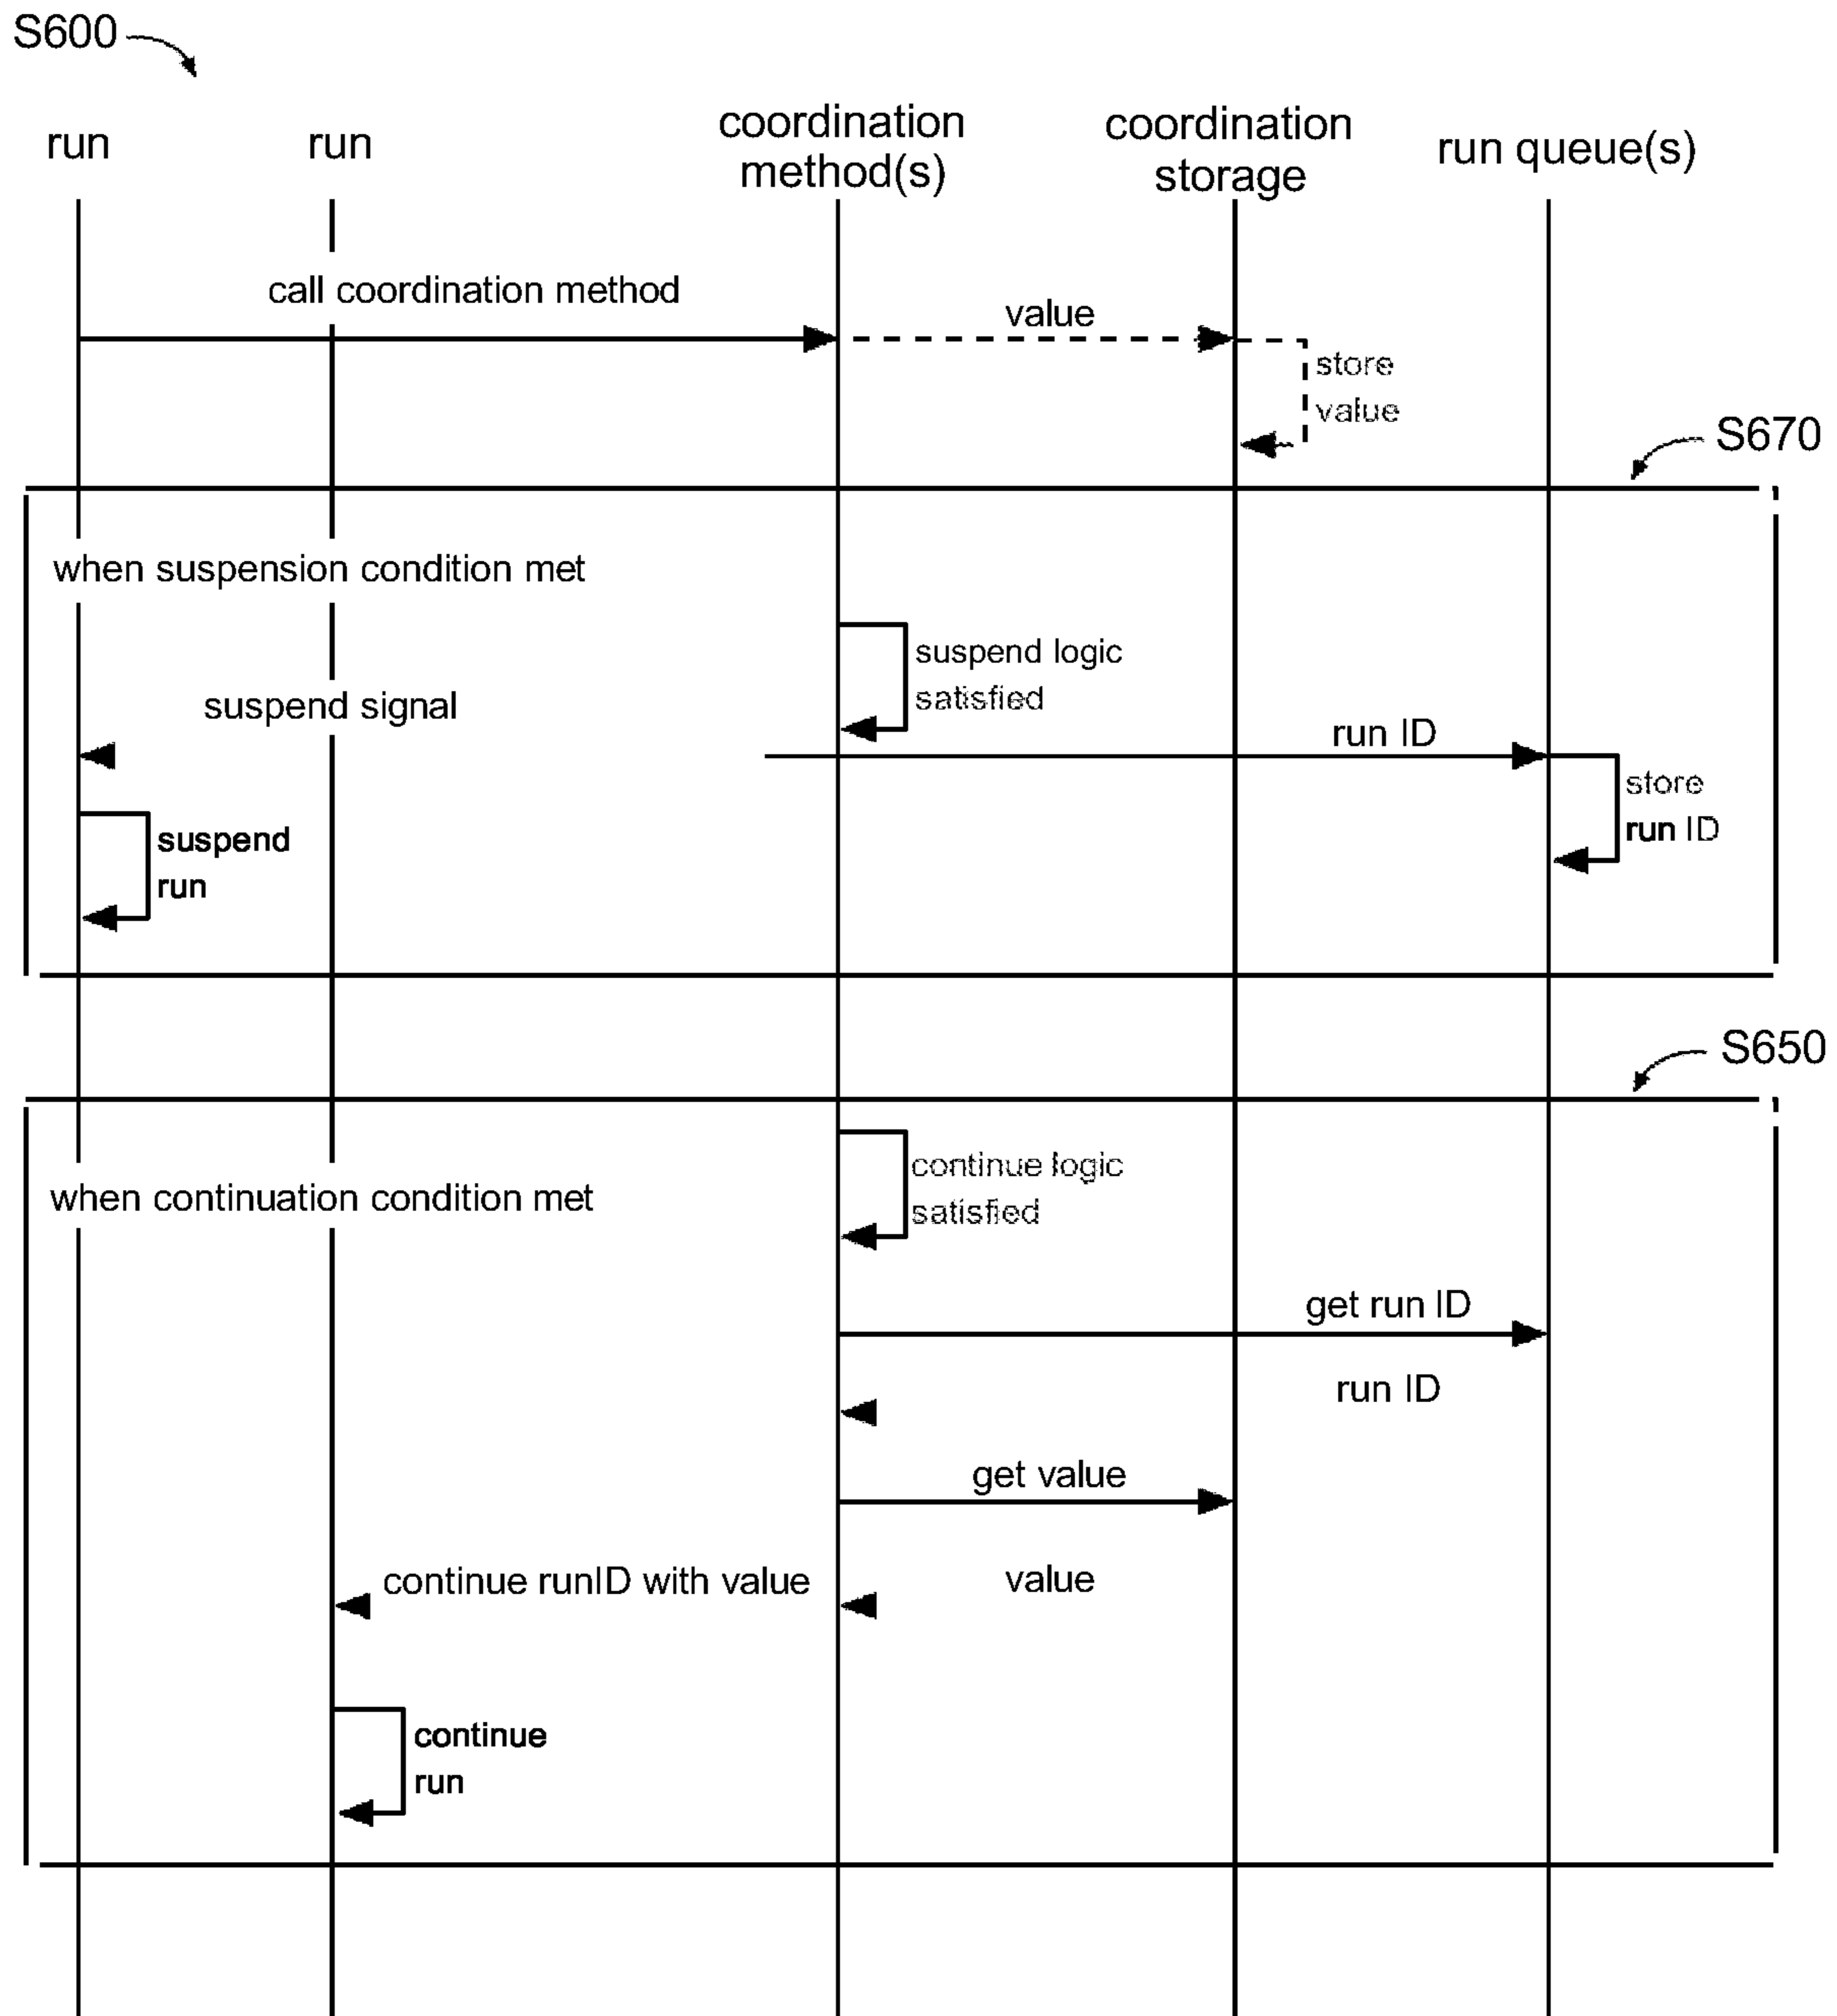 S600
run
run
coordination
method(s)
coordination
storage
run queue(s)
call coordination method
value
store
value
S670
when suspension condition met
suspend logic
satisfied
suspend signal
run ID
store
run ID
suspend
run
S650
when continuation condition met
continue logic
satisfied
get run ID
run ID
get value
continue runID with value
value
continue
run